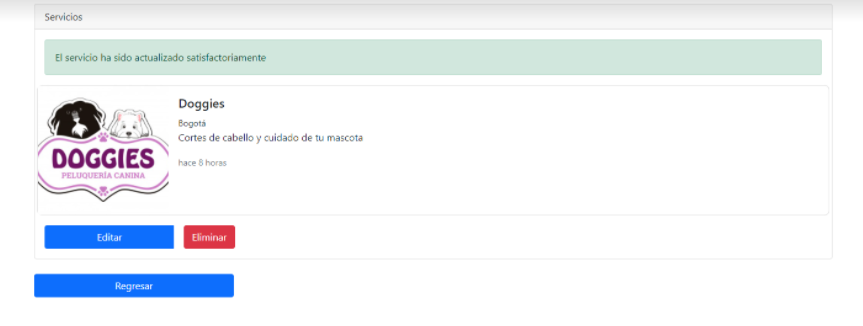 Servicios
El servicio ha sido actualizado satisfactoriamente
Doggies
Bogotá
Cortes de cabello y cuidado de tu mascota
hace 8 horas
DOGGIES
PELUQUERÍA CANINA
Editar
Eliminar
Regresar